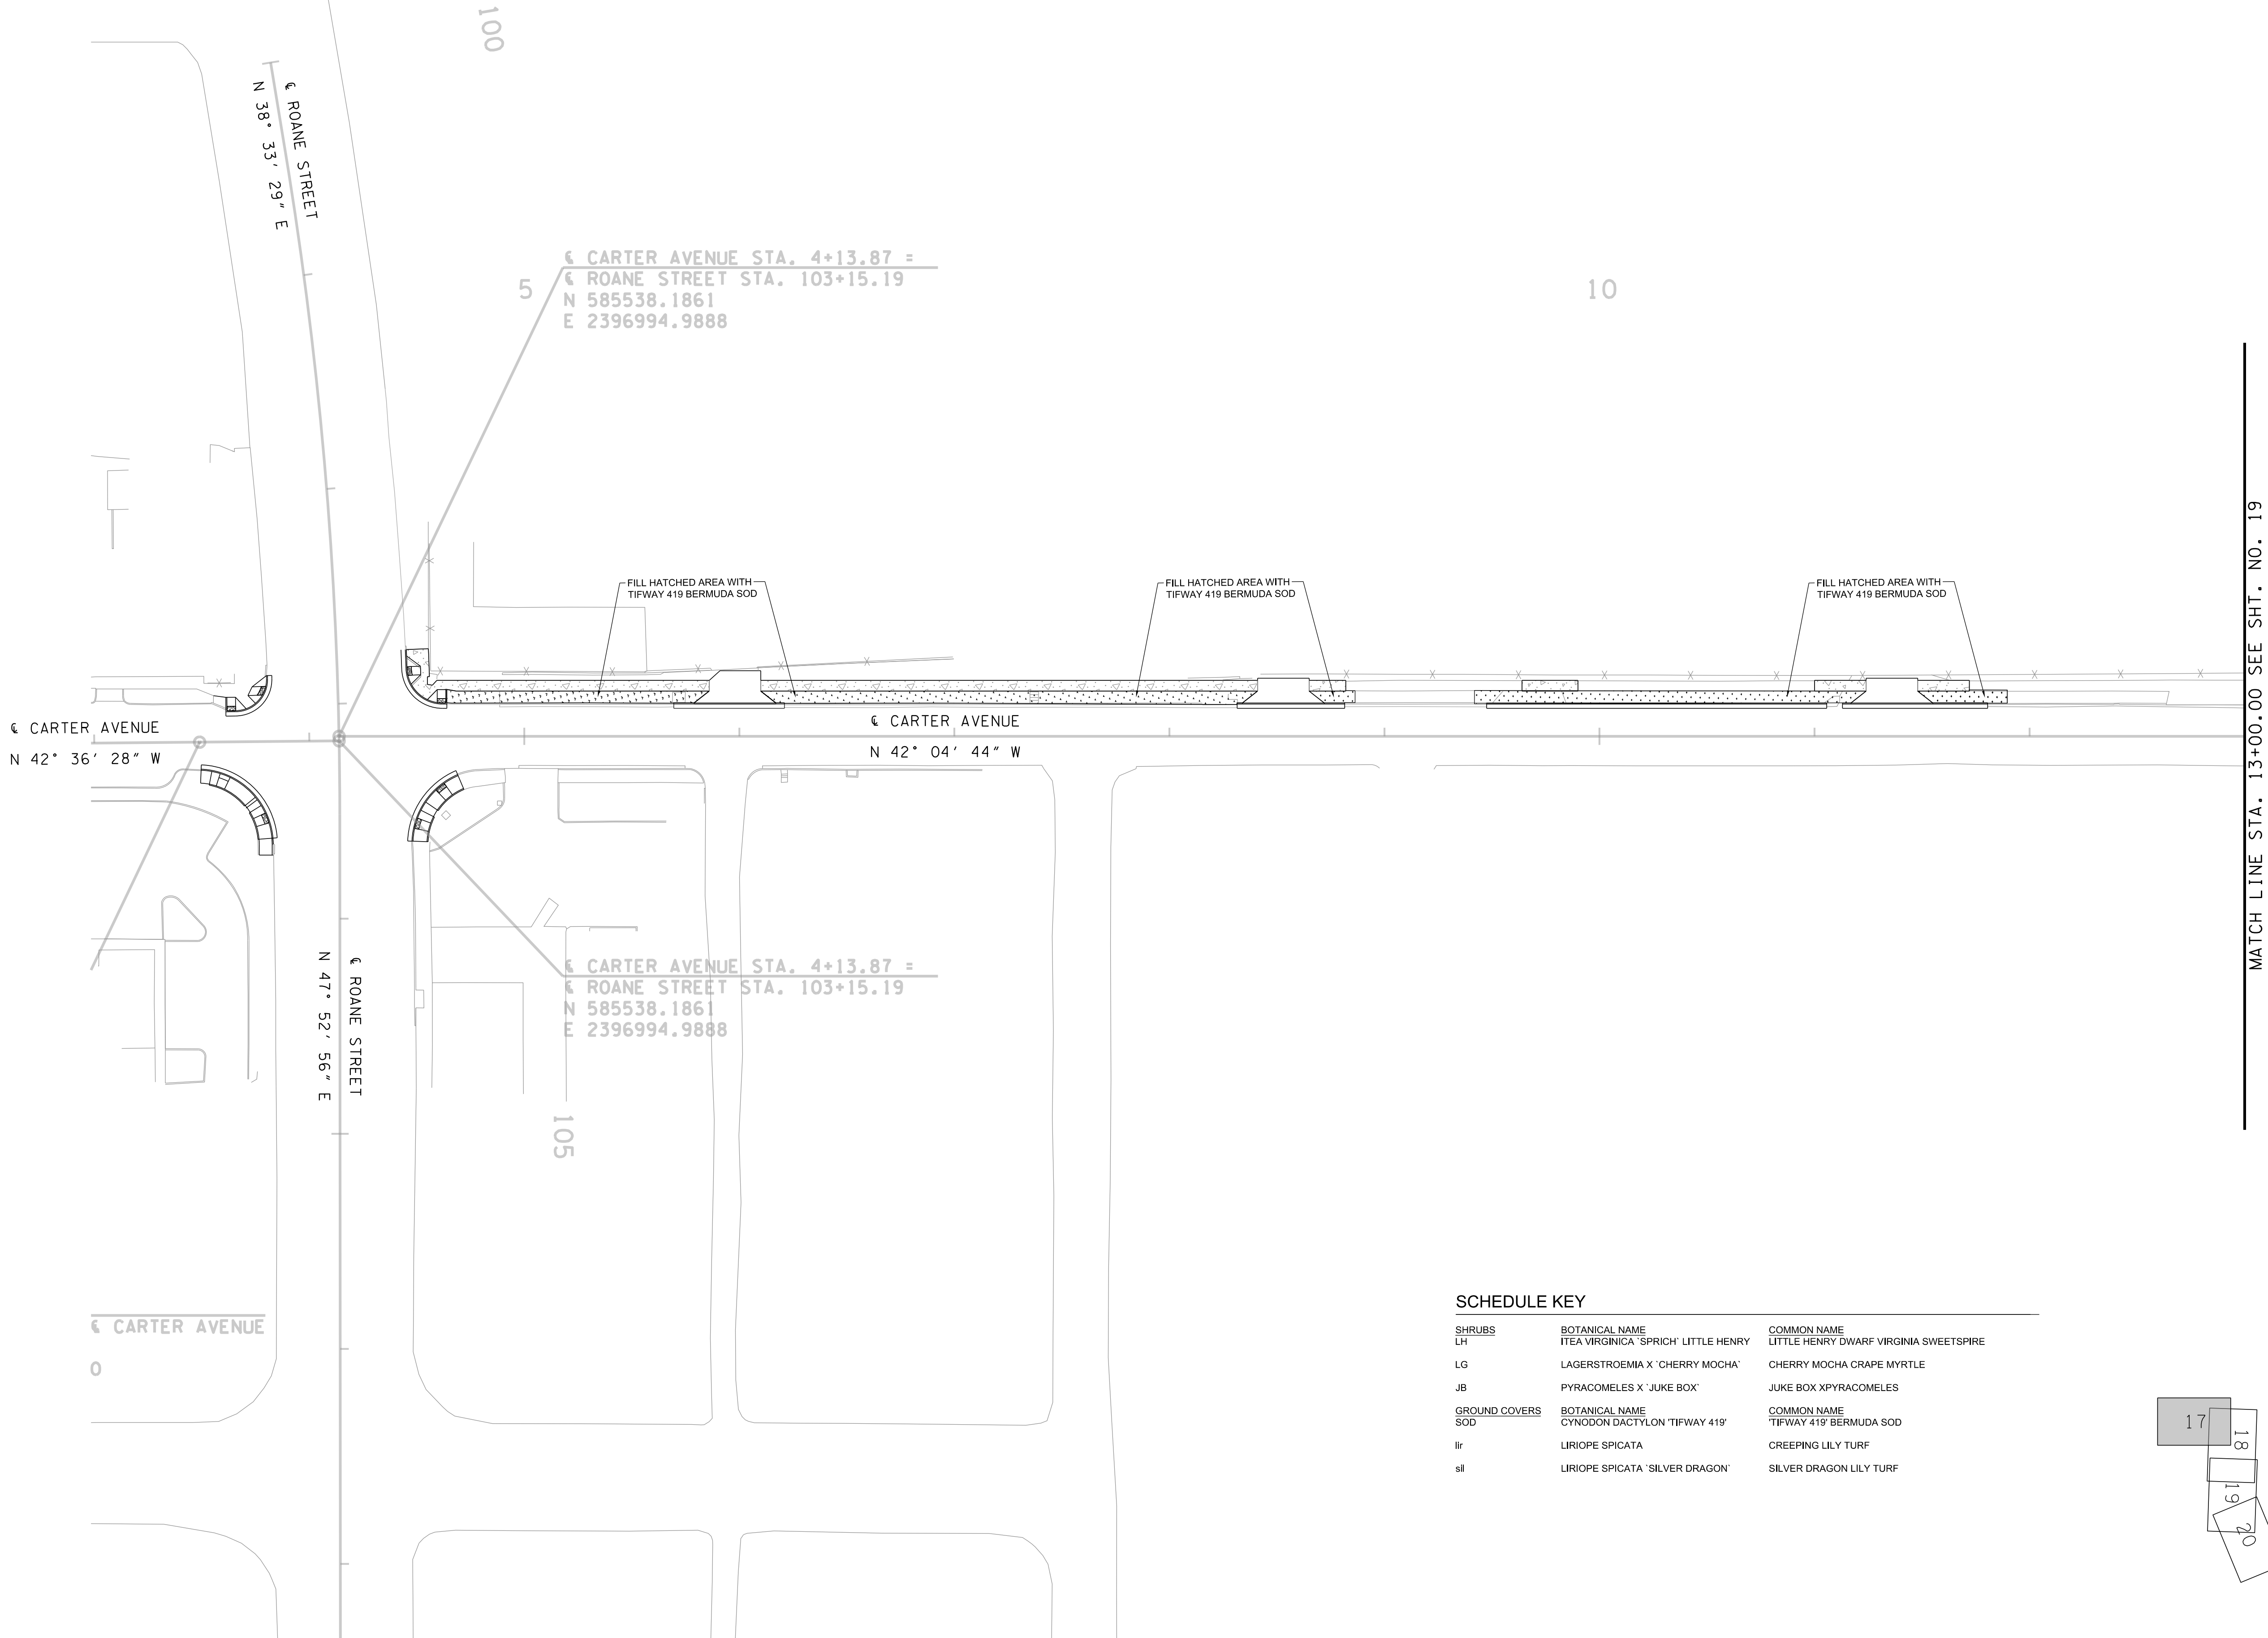 100
℄ ROANE STREET
N 38° 33' 29" E
℄ CARTER AVENUE STA. 4+13.87 =
℄ ROANE STREET STA. 103+15.19
N 585538.1861
E 2396994.9888
5
10
FILL HATCHED AREA WITH
TIFWAY 419 BERMUDA SOD
FILL HATCHED AREA WITH
TIFWAY 419 BERMUDA SOD
FILL HATCHED AREA WITH
TIFWAY 419 BERMUDA SOD
℄ CARTER AVENUE
N 42° 36' 28" W
℄ CARTER AVENUE
N 42° 04' 44" W
MATCH LINE STA. 13+00.00 SEE SHT. NO. 19
℄ ROANE STREET
N 47° 52' 56" E
℄ CARTER AVENUE STA. 4+13.87 =
℄ ROANE STREET STA. 103+15.19
N 585538.1861
E 2396994.9888
105
℄ CARTER AVENUE
0
SCHEDULE KEY
SHRUBS BOTANICAL NAME COMMON NAME
LH ITEA VIRGINICA `SPRICH` LITTLE HENRY LITTLE HENRY DWARF VIRGINIA SWEETSPIRE
LG LAGERSTROEMIA X `CHERRY MOCHA` CHERRY MOCHA CRAPE MYRTLE
JB PYRACOMELES X `JUKE BOX` JUKE BOX XPYRACOMELES
GROUND COVERS BOTANICAL NAME COMMON NAME
SOD CYNODON DACTYLON 'TIFWAY 419' 'TIFWAY 419' BERMUDA SOD
lir LIRIOPE SPICATA CREEPING LILY TURF
sil LIRIOPE SPICATA `SILVER DRAGON` SILVER DRAGON LILY TURF
17
18
19
20